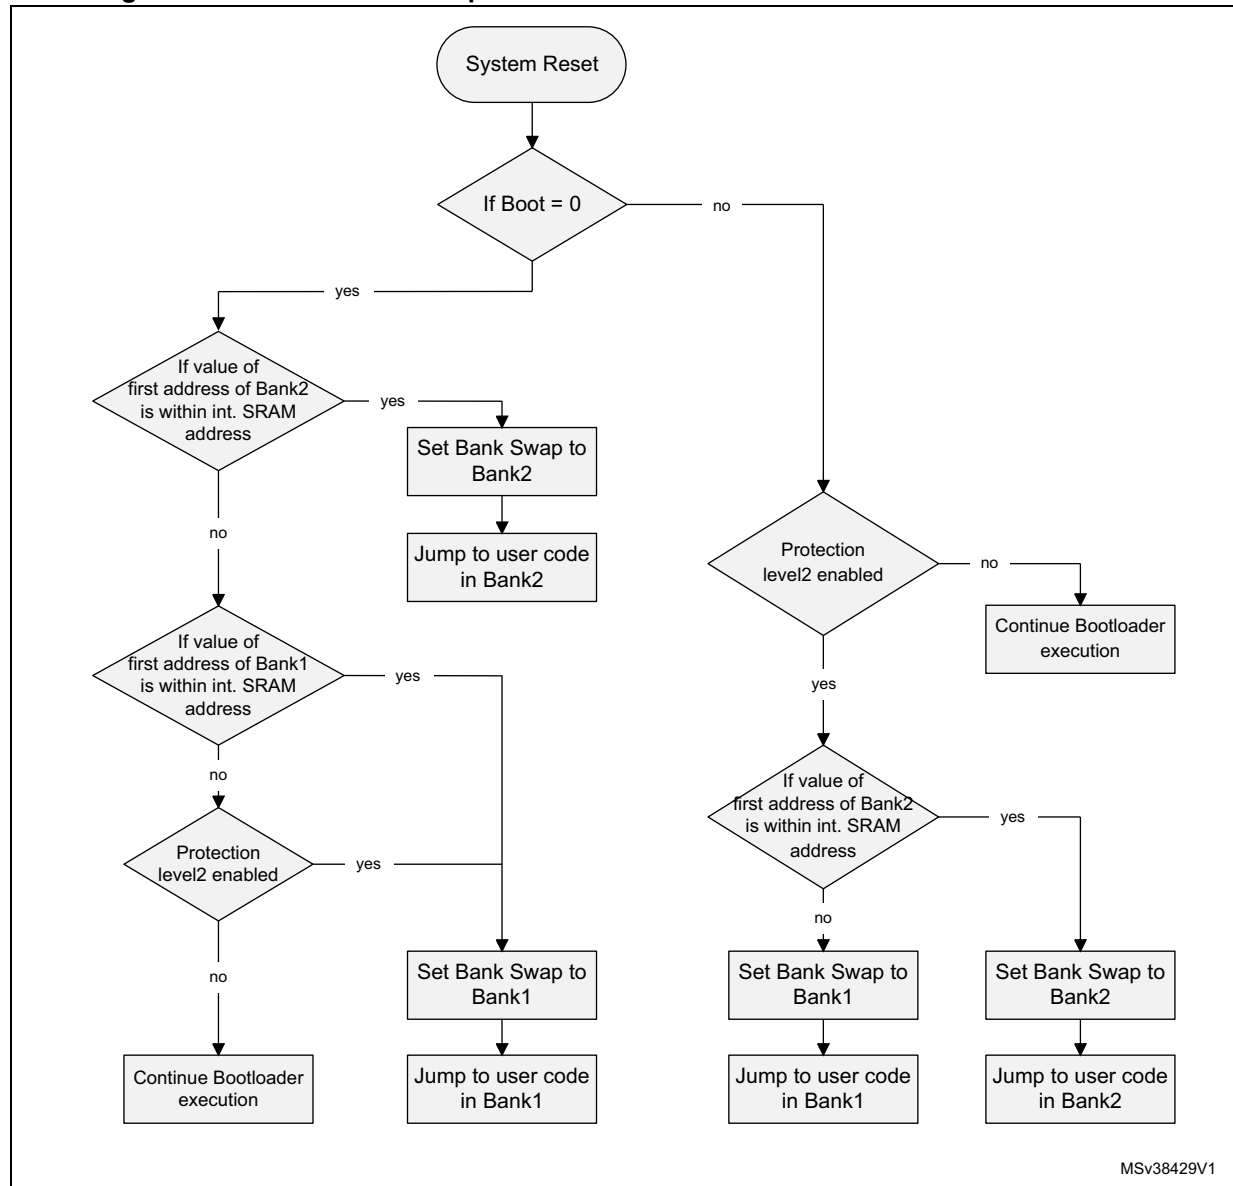 System Reset
If Boot = 0
no
yes
If value of
first address of Bank2
is within int. SRAM
address
yes
Set Bank Swap to
Bank2
no
Jump to user code
in Bank2
Protection
level2 enabled
no
Continue Bootloader
execution
If value of
first address of Bank1
is within int. SRAM
address
yes
yes
no
If value of
first address of Bank2
is within int. SRAM
address
yes
Protection
level2 enabled
yes
no
no
Set Bank Swap to
Bank1
Set Bank Swap to
Bank1
Set Bank Swap to
Bank2
Continue Bootloader
execution
Jump to user code
in Bank1
Jump to user code
in Bank1
Jump to user code
in Bank2
MSv38429V1